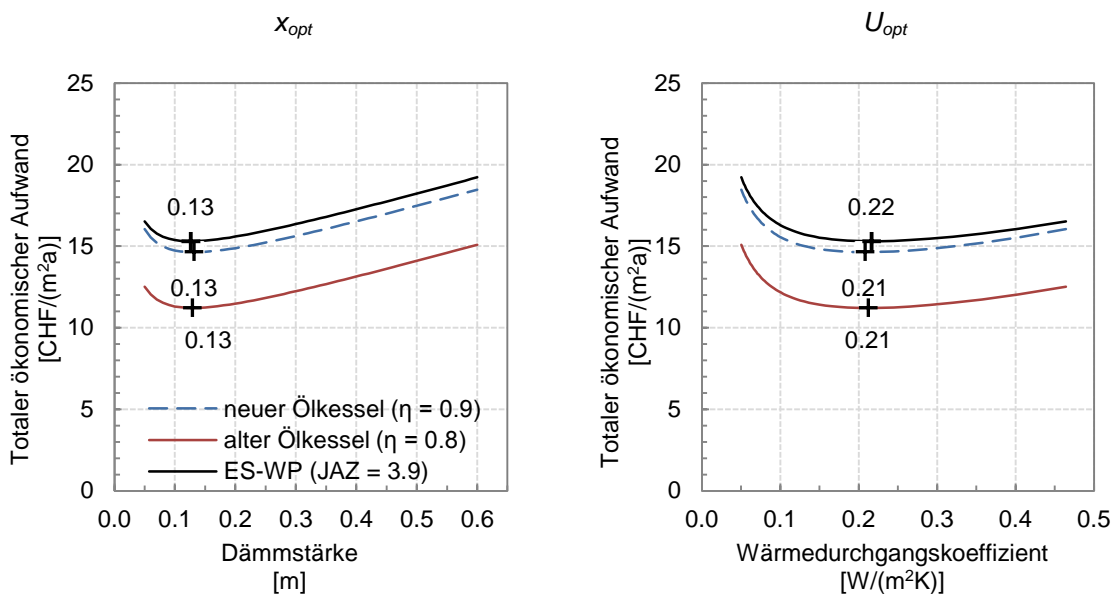 x_opt
Totaler ökonomischer Aufwand
[CHF/(m²a)]
25
20
15
10
5
0
0.13
0.13
0.13
neuer Ölkessel (η = 0.9)
alter Ölkessel (η = 0.8)
ES-WP (JAZ = 3.9)
0.0 0.1 0.2 0.3 0.4 0.5 0.6
Dämmstärke
[m]
U_opt
Totaler ökonomischer Aufwand
[CHF/(m²a)]
25
20
15
10
5
0
0.22
0.21
0.21
0.0 0.1 0.2 0.3 0.4 0.5
Wärmedurchgangskoeffizient
[W/(m²K)]